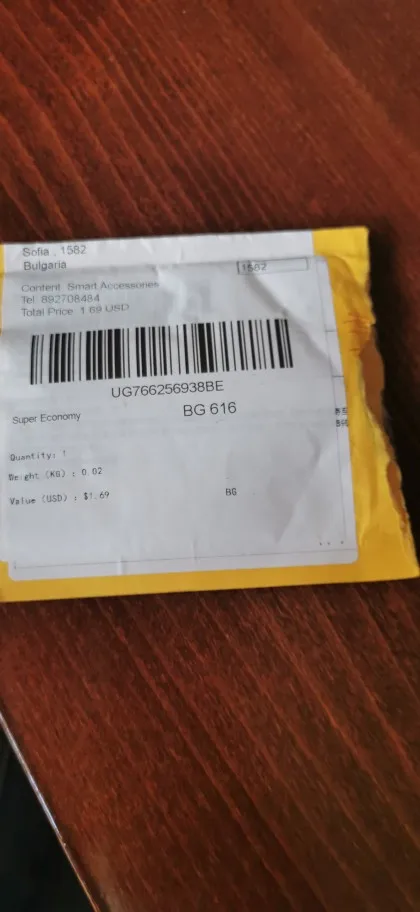 Sofia , 1582
Bulgaria
1582
Content: Smart Accessories
Tel. 892708484
Total Price: 1.69 USD
UG766256938BE
Super Economy
BG 616
Quantity: 1
Weight (KG) : 0.02
Value (USD) : $1.69
BG